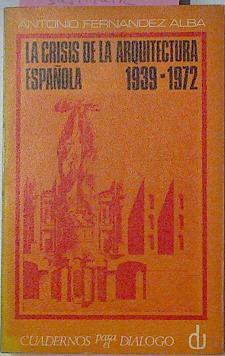 ANTONIO FERNANDEZ ALBA
LA CRISIS DE LA ARQUITECTURA
ESPAÑOLA 1939-1972
CUADERNOS para el DIALOGO